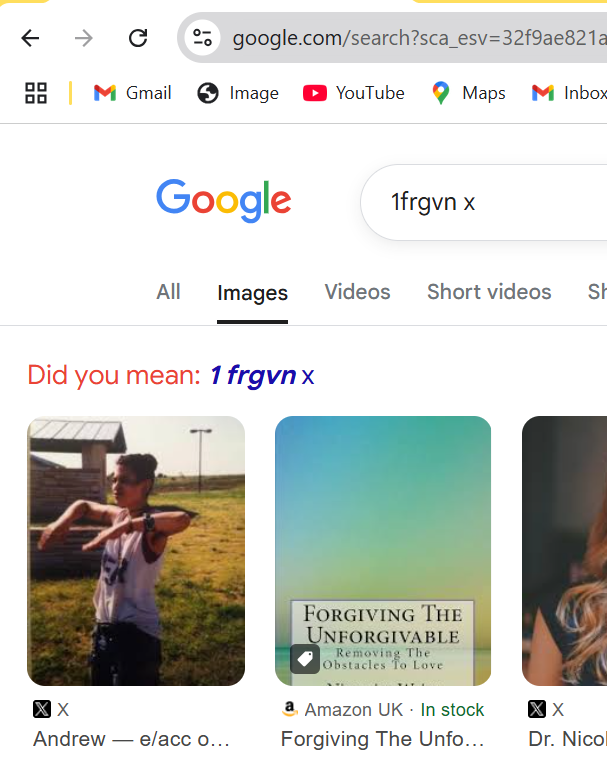 google.com/search?sca_esv=32f9ae821a
Gmail Image YouTube Maps Inbox
Google 1frgvn x
All Images Videos Short videos Sh
Did you mean: 1 frgvn x
FORGIVING THE
UNFORGIVABLE
Removing The
Obstacles To Love
X Amazon UK · In stock X
Andrew — e/acc o... Forgiving The Unfo... Dr. Nicol